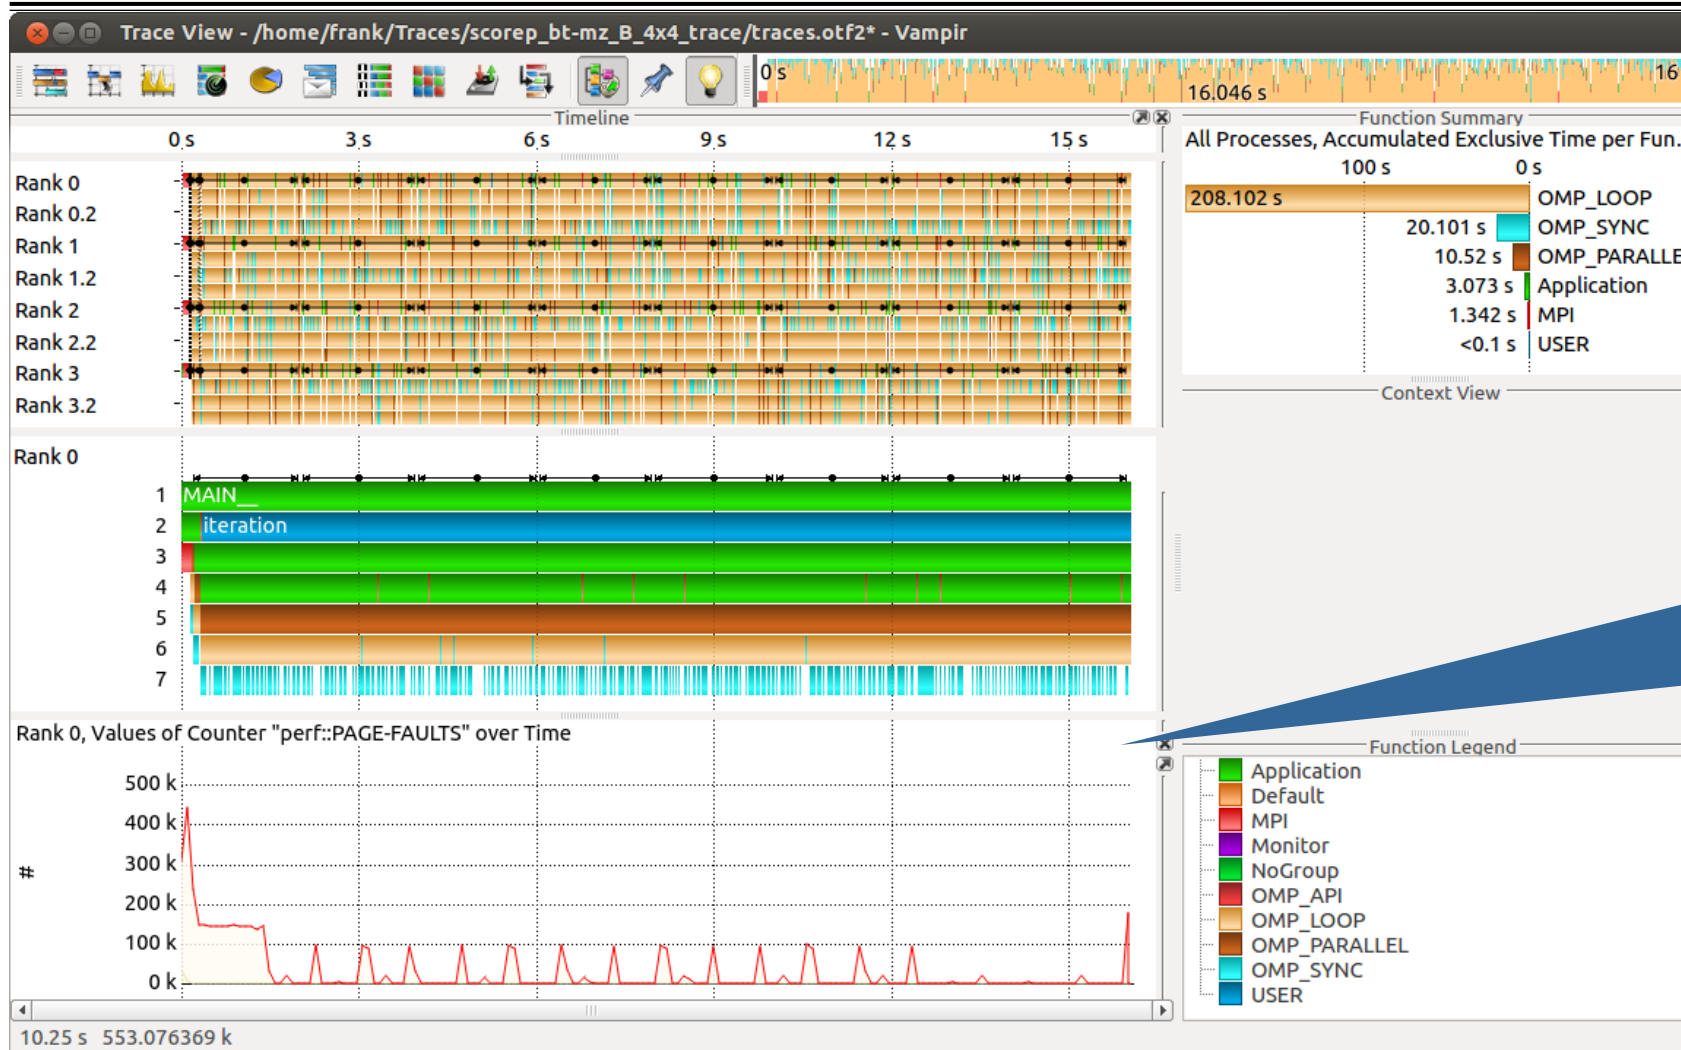 Trace View - /home/frank/Traces/scorep_bt-mz_B_4x4_trace/traces.otf2* - Vampir
0 s
16
16.046 s
Timeline
0 s 3 s 6 s 9 s 12 s 15 s
Rank 0
Rank 0.2
Rank 1
Rank 1.2
Rank 2
Rank 2.2
Rank 3
Rank 3.2
Rank 0
1 MAIN__
2 iteration
3
4
5
6
7
Rank 0, Values of Counter "perf::PAGE-FAULTS" over Time
500 k
400 k
300 k
200 k
100 k
0 k
#
10.25 s 553.076369 k
Function Summary
All Processes, Accumulated Exclusive Time per Fun...
100 s 0 s
208.102 s OMP_LOOP
20.101 s OMP_SYNC
10.52 s OMP_PARALLE
3.073 s Application
1.342 s MPI
<0.1 s USER
Context View
Function Legend
Application
Default
MPI
Monitor
NoGroup
OMP_API
OMP_LOOP
OMP_PARALLEL
OMP_SYNC
USER